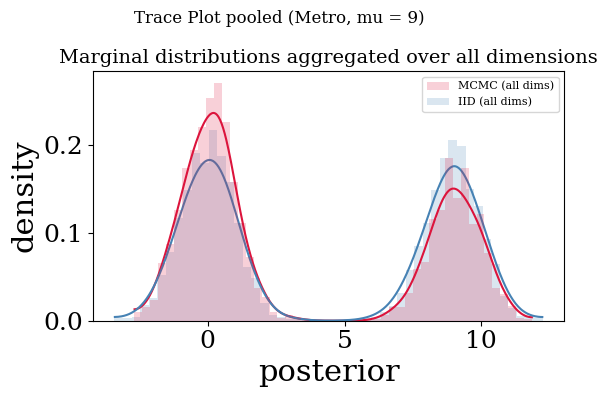 Trace Plot pooled (Metro, mu = 9)
Marginal distributions aggregated over all dimensions
MCMC (all dims)
IID (all dims)
density
0.2
0.1
0.0
0
5
10
posterior